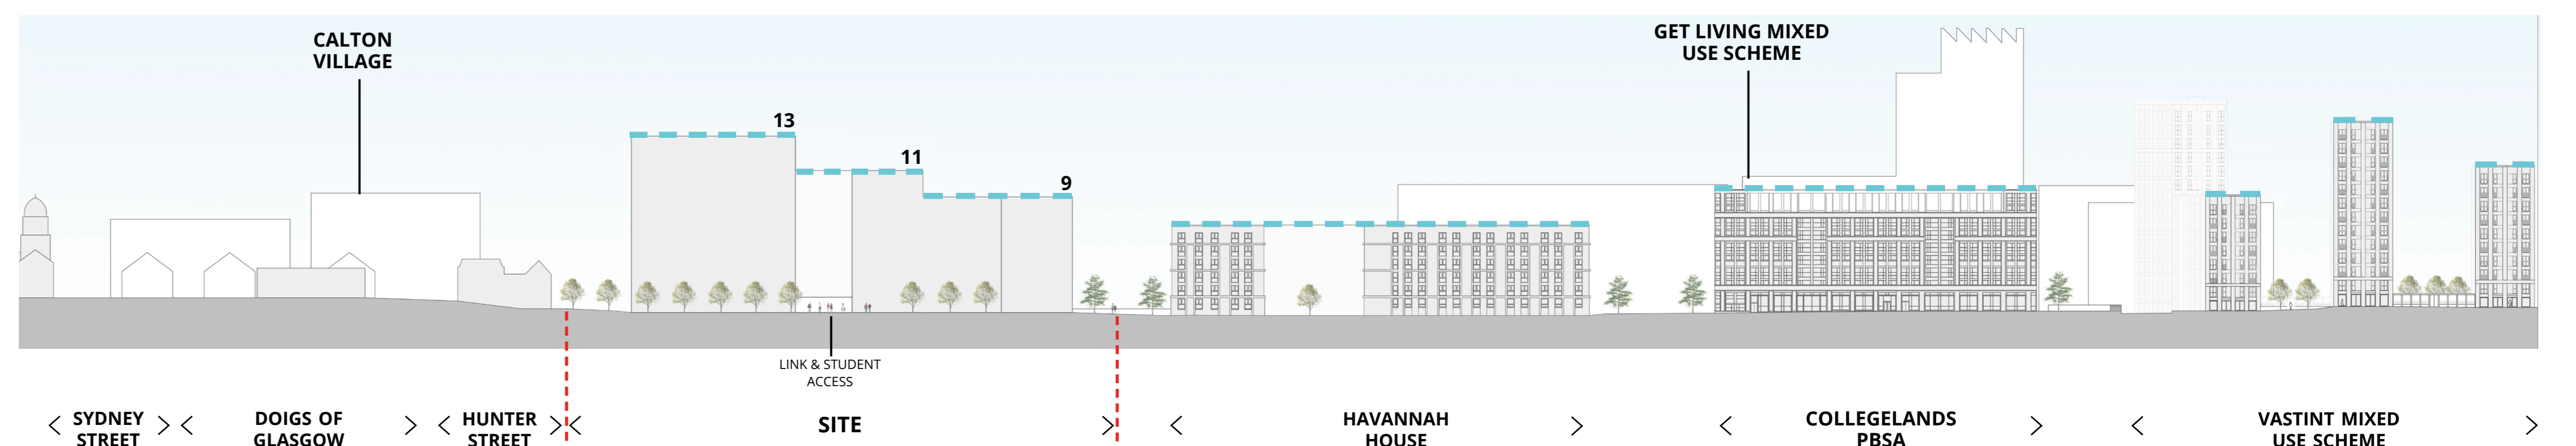 CALTON
VILLAGE
GET LIVING MIXED
USE SCHEME
13
11
9
LINK & STUDENT
ACCESS
SYDNEY
STREET
DOIGS OF
GLASGOW
HUNTER
STREET
SITE
HAVANNAH
HOUSE
COLLEGELANDS
PBSA
VASTINT MIXED
USE SCHEME